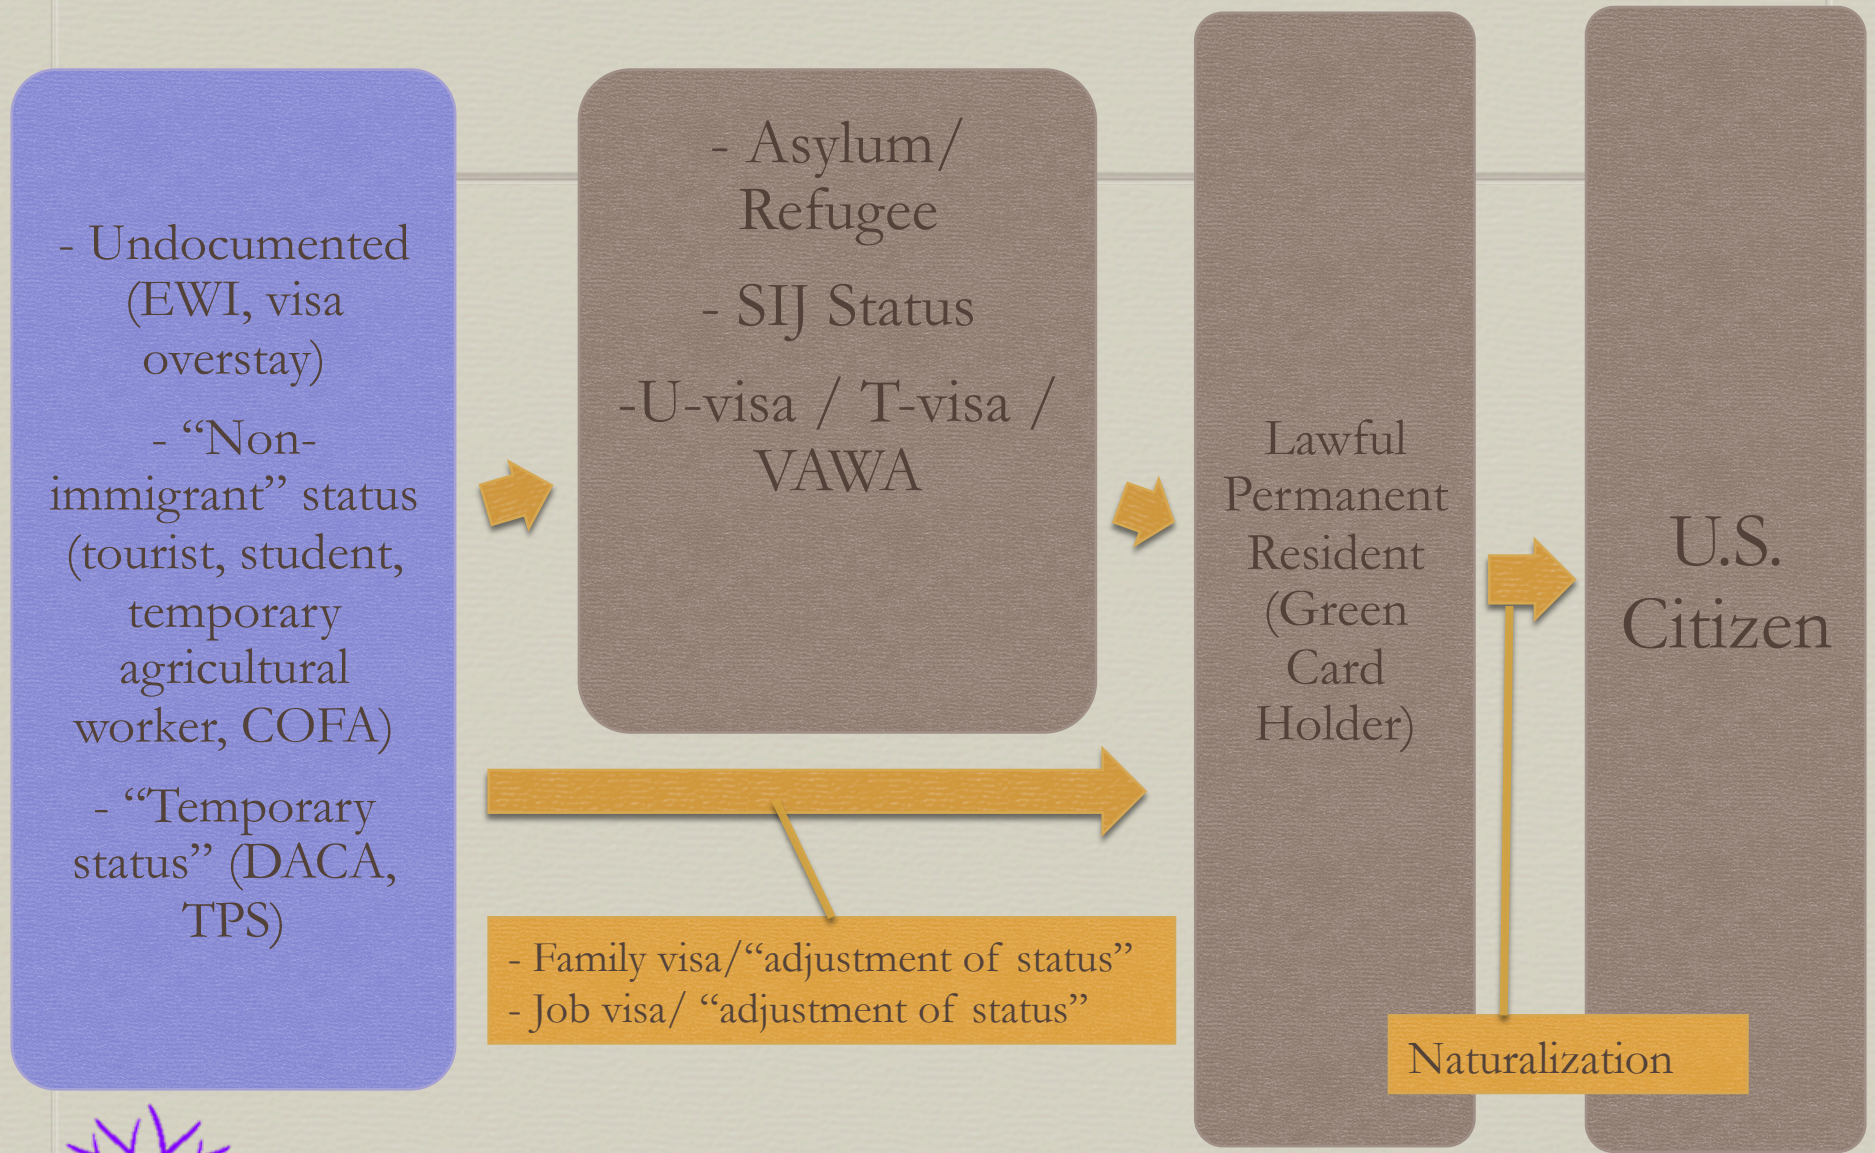 - Undocumented
(EWI, visa
overstay)
- “Non-
immigrant” status
(tourist, student,
temporary
agricultural
worker, COFA)
- “Temporary
status” (DACA,
TPS)
- Asylum/
Refugee
- SIJ Status
-U-visa / T-visa /
VAWA
- Family visa/“adjustment of status”
- Job visa/ “adjustment of status”
Lawful
Permanent
Resident
(Green
Card
Holder)
Naturalization
U.S.
Citizen